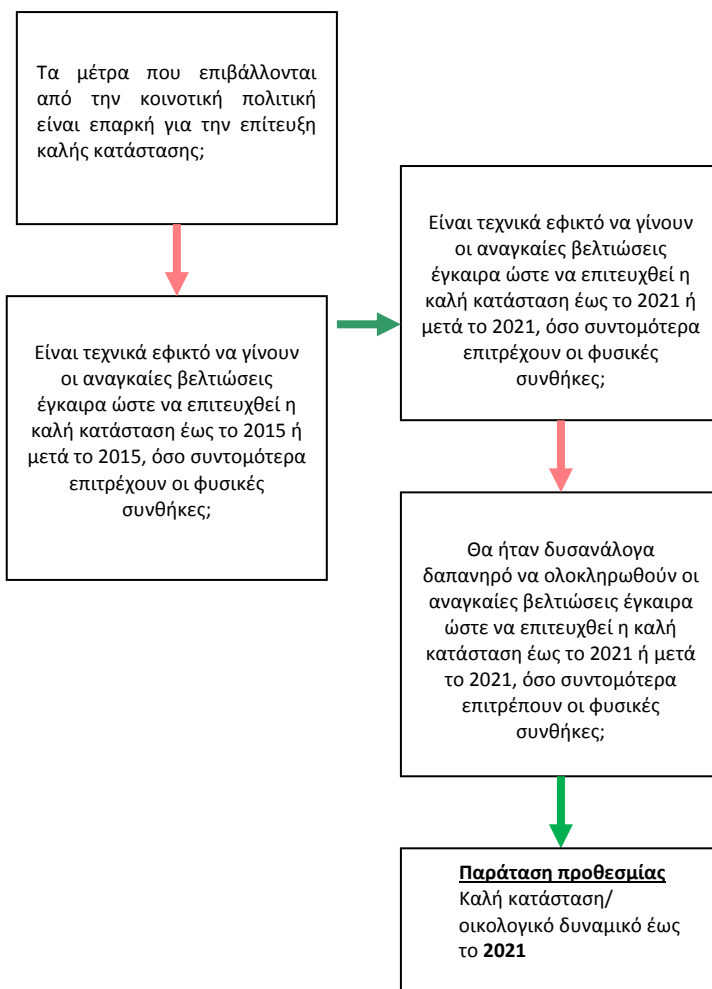 Τα μέτρα που επιβάλλονται
από την κοινοτική πολιτική
είναι επαρκή για την επίτευξη
καλής κατάστασης;
Είναι τεχνικά εφικτό να γίνουν
οι αναγκαίες βελτιώσεις
έγκαιρα ώστε να επιτευχθεί η
καλή κατάσταση έως το 2015 ή
μετά το 2015, όσο συντομότερα
επιτρέχουν οι φυσικές
συνθήκες;
Είναι τεχνικά εφικτό να γίνουν
οι αναγκαίες βελτιώσεις
έγκαιρα ώστε να επιτευχθεί η
καλή κατάσταση έως το 2021 ή
μετά το 2021, όσο συντομότερα
επιτρέχουν οι φυσικές
συνθήκες;
Θα ήταν δυσανάλογα
δαπανηρό να ολοκληρωθούν οι
αναγκαίες βελτιώσεις έγκαιρα
ώστε να επιτευχθεί η καλή
κατάσταση έως το 2021 ή μετά
το 2021, όσο συντομότερα
επιτρέπουν οι φυσικές
συνθήκες;
Παράταση προθεσμίας
Καλή κατάσταση/
οικολογικό δυναμικό έως
το 2021